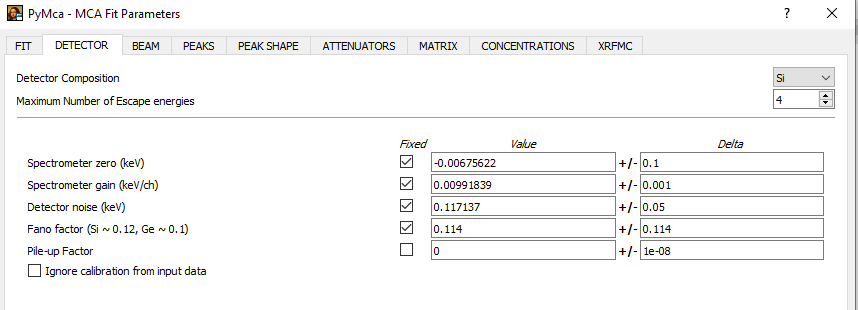 PyMca - MCA Fit Parameters
FIT DETECTOR BEAM PEAKS PEAK SHAPE ATTENUATORS MATRIX CONCENTRATIONS XRFMC
Detector Composition Si
Maximum Number of Escape energies 4
Fixed Value Delta
Spectrometer zero (keV) -0.00675622 +/- 0.1
Spectrometer gain (keV/ch) 0.00991839 +/- 0.001
Detector noise (keV) 0.117137 +/- 0.05
Fano factor (Si ~ 0.12, Ge ~ 0.1) 0.114 +/- 0.114
Pile-up Factor 0 +/- 1e-08
Ignore calibration from input data